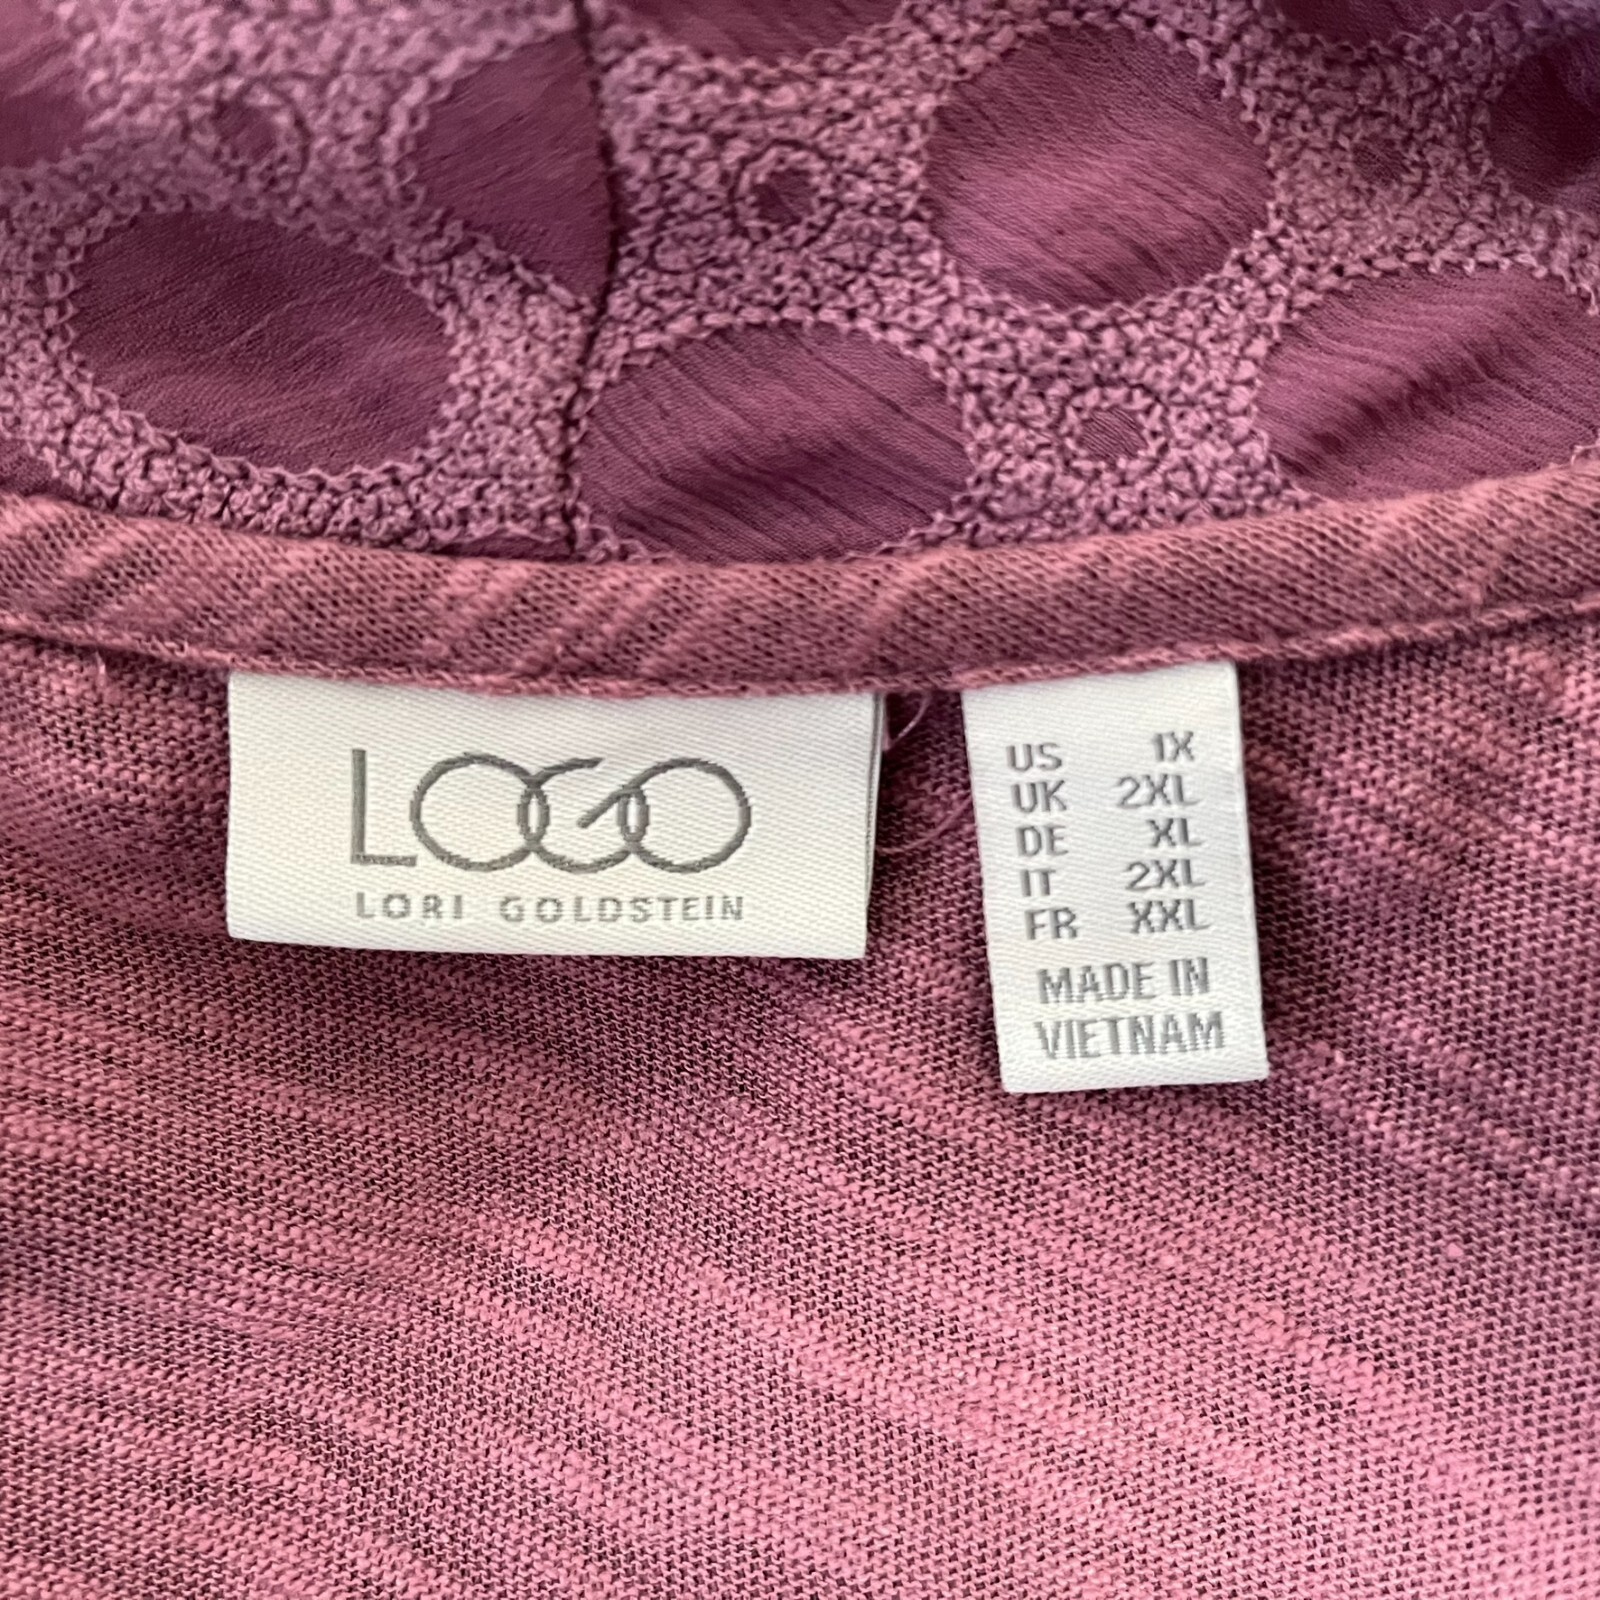 LOGO
LORI GOLDSTEIN
US 1X
UK 2XL
DE XL
IT 2XL
FR XXL
MADE IN
VIETNAM